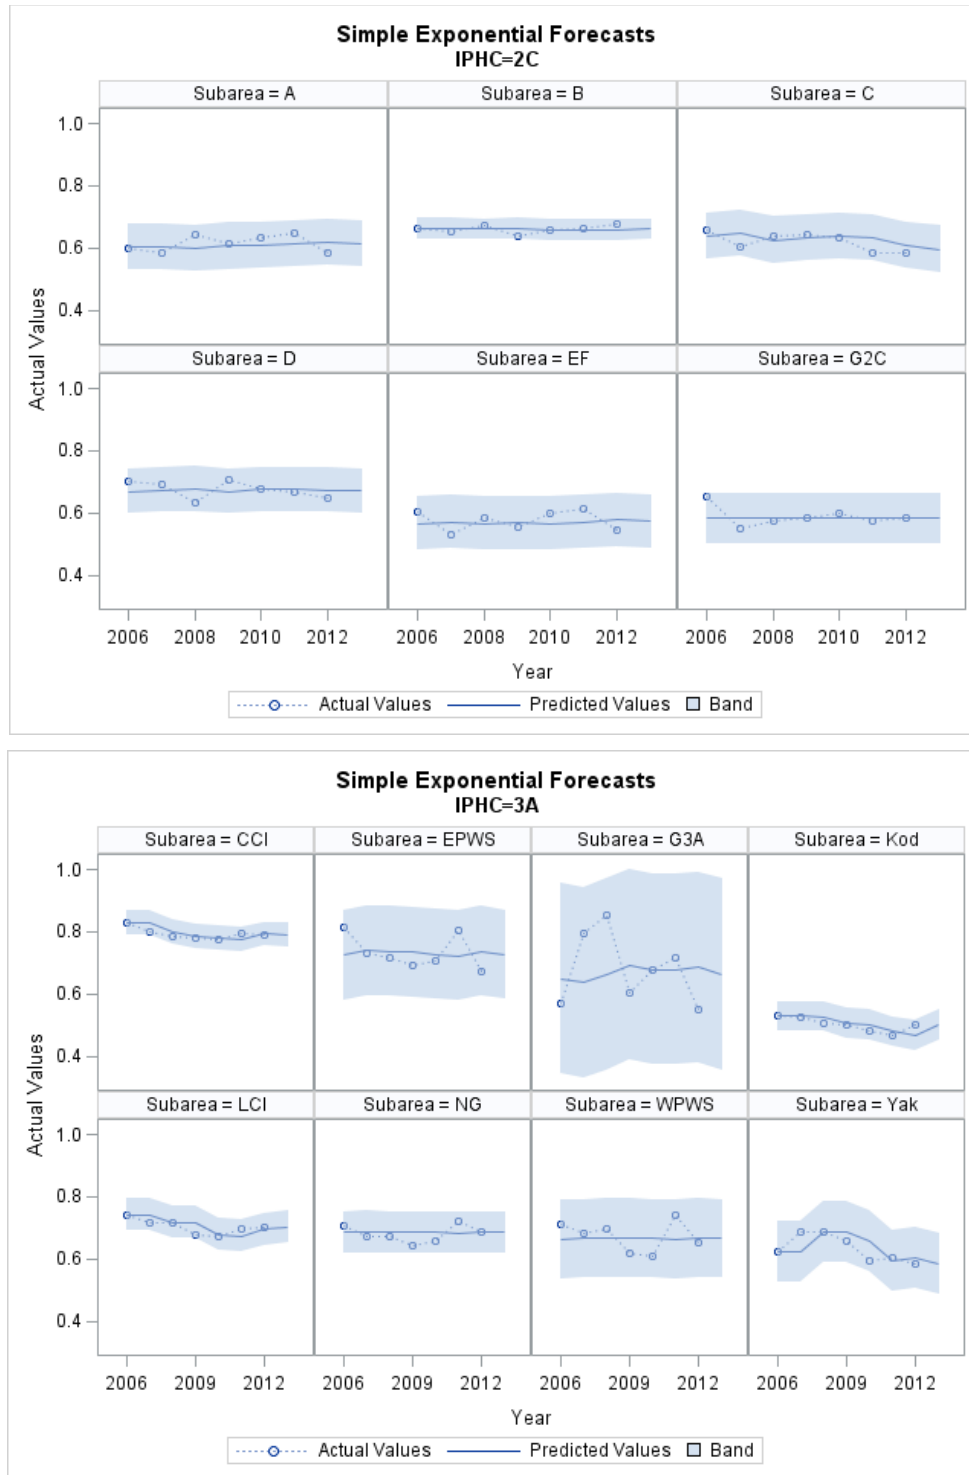 Simple Exponential Forecasts
IPHC=2C
Subarea = A Subarea = B Subarea = C
1.0
0.8
0.6
0.4
Subarea = D Subarea = EF Subarea = G2C
1.0
0.8
0.6
0.4
Actual Values
2006 2008 2010 2012 2006 2008 2010 2012 2006 2008 2010 2012
Year
Actual Values Predicted Values Band
Simple Exponential Forecasts
IPHC=3A
Subarea = CCI Subarea = EPWS Subarea = G3A Subarea = Kod
1.0
0.8
0.6
0.4
Subarea = LCI Subarea = NG Subarea = WPWS Subarea = Yak
1.0
0.8
0.6
0.4
Actual Values
2006 2009 2012 2006 2009 2012 2006 2009 2012 2006 2009 2012
Year
Actual Values Predicted Values Band